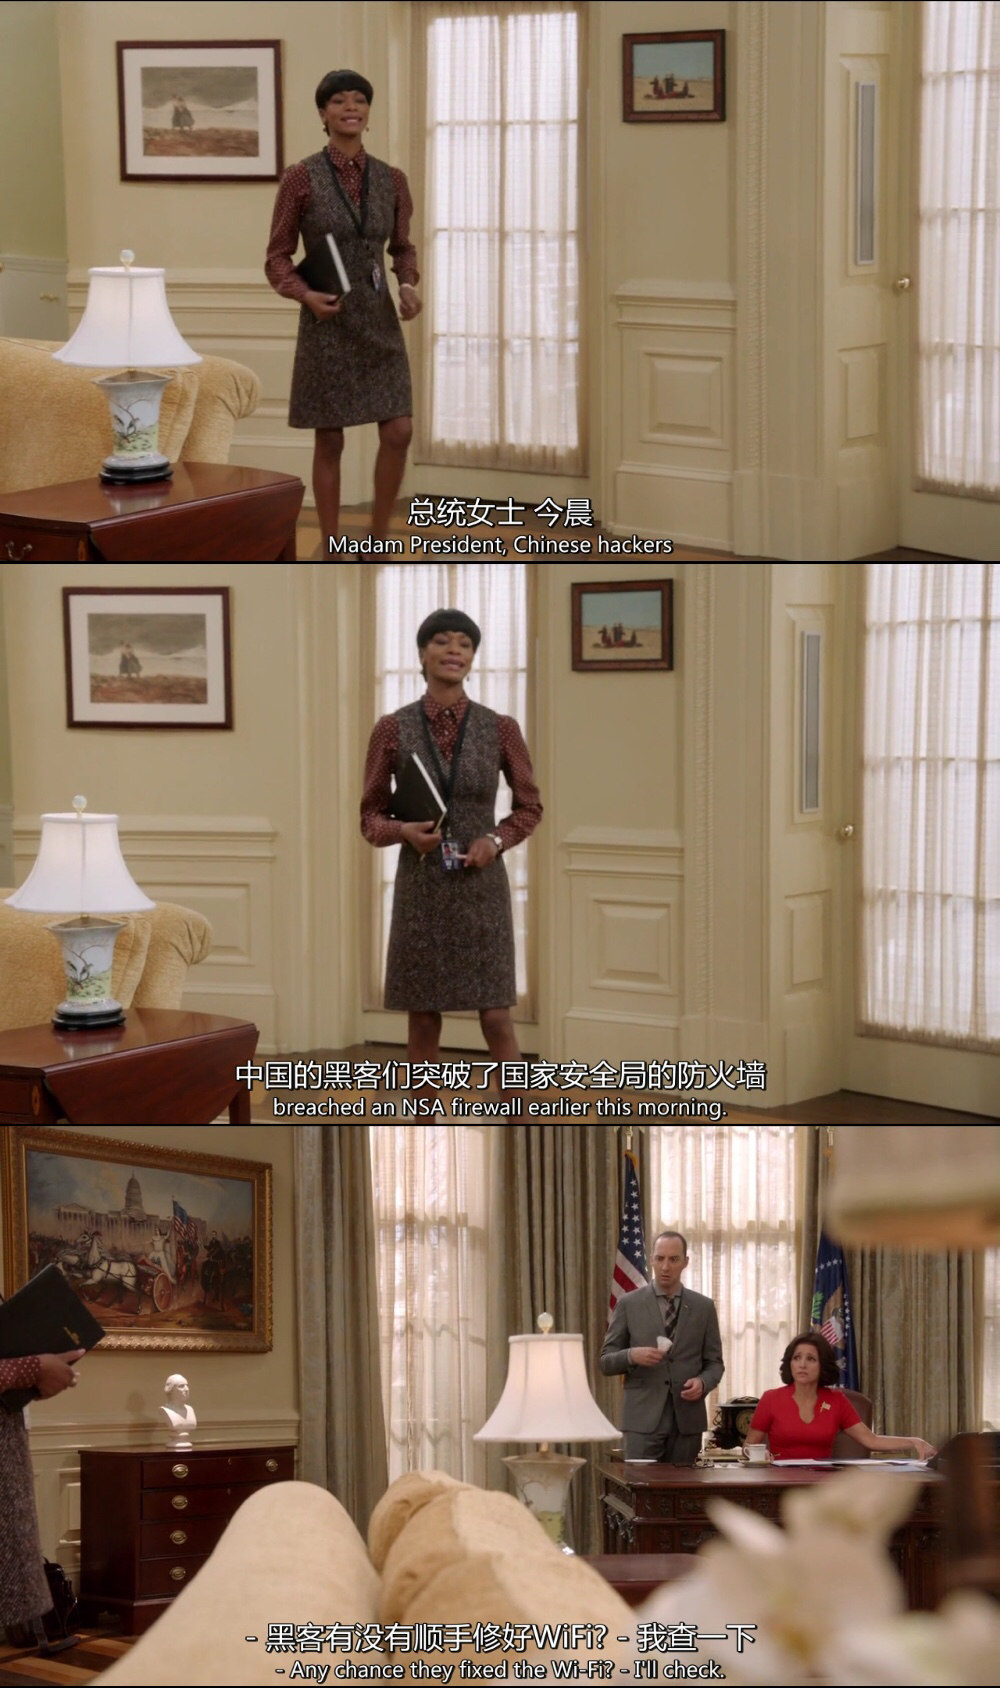 总统女士 今晨
Madam President, Chinese hackers
中国的黑客们突破了国家安全局的防火墙
breached an NSA firewall earlier this morning.
- 黑客有没有顺手修好WiFi? - 我查一下
- Any chance they fixed the Wi-Fi? - I'll check.